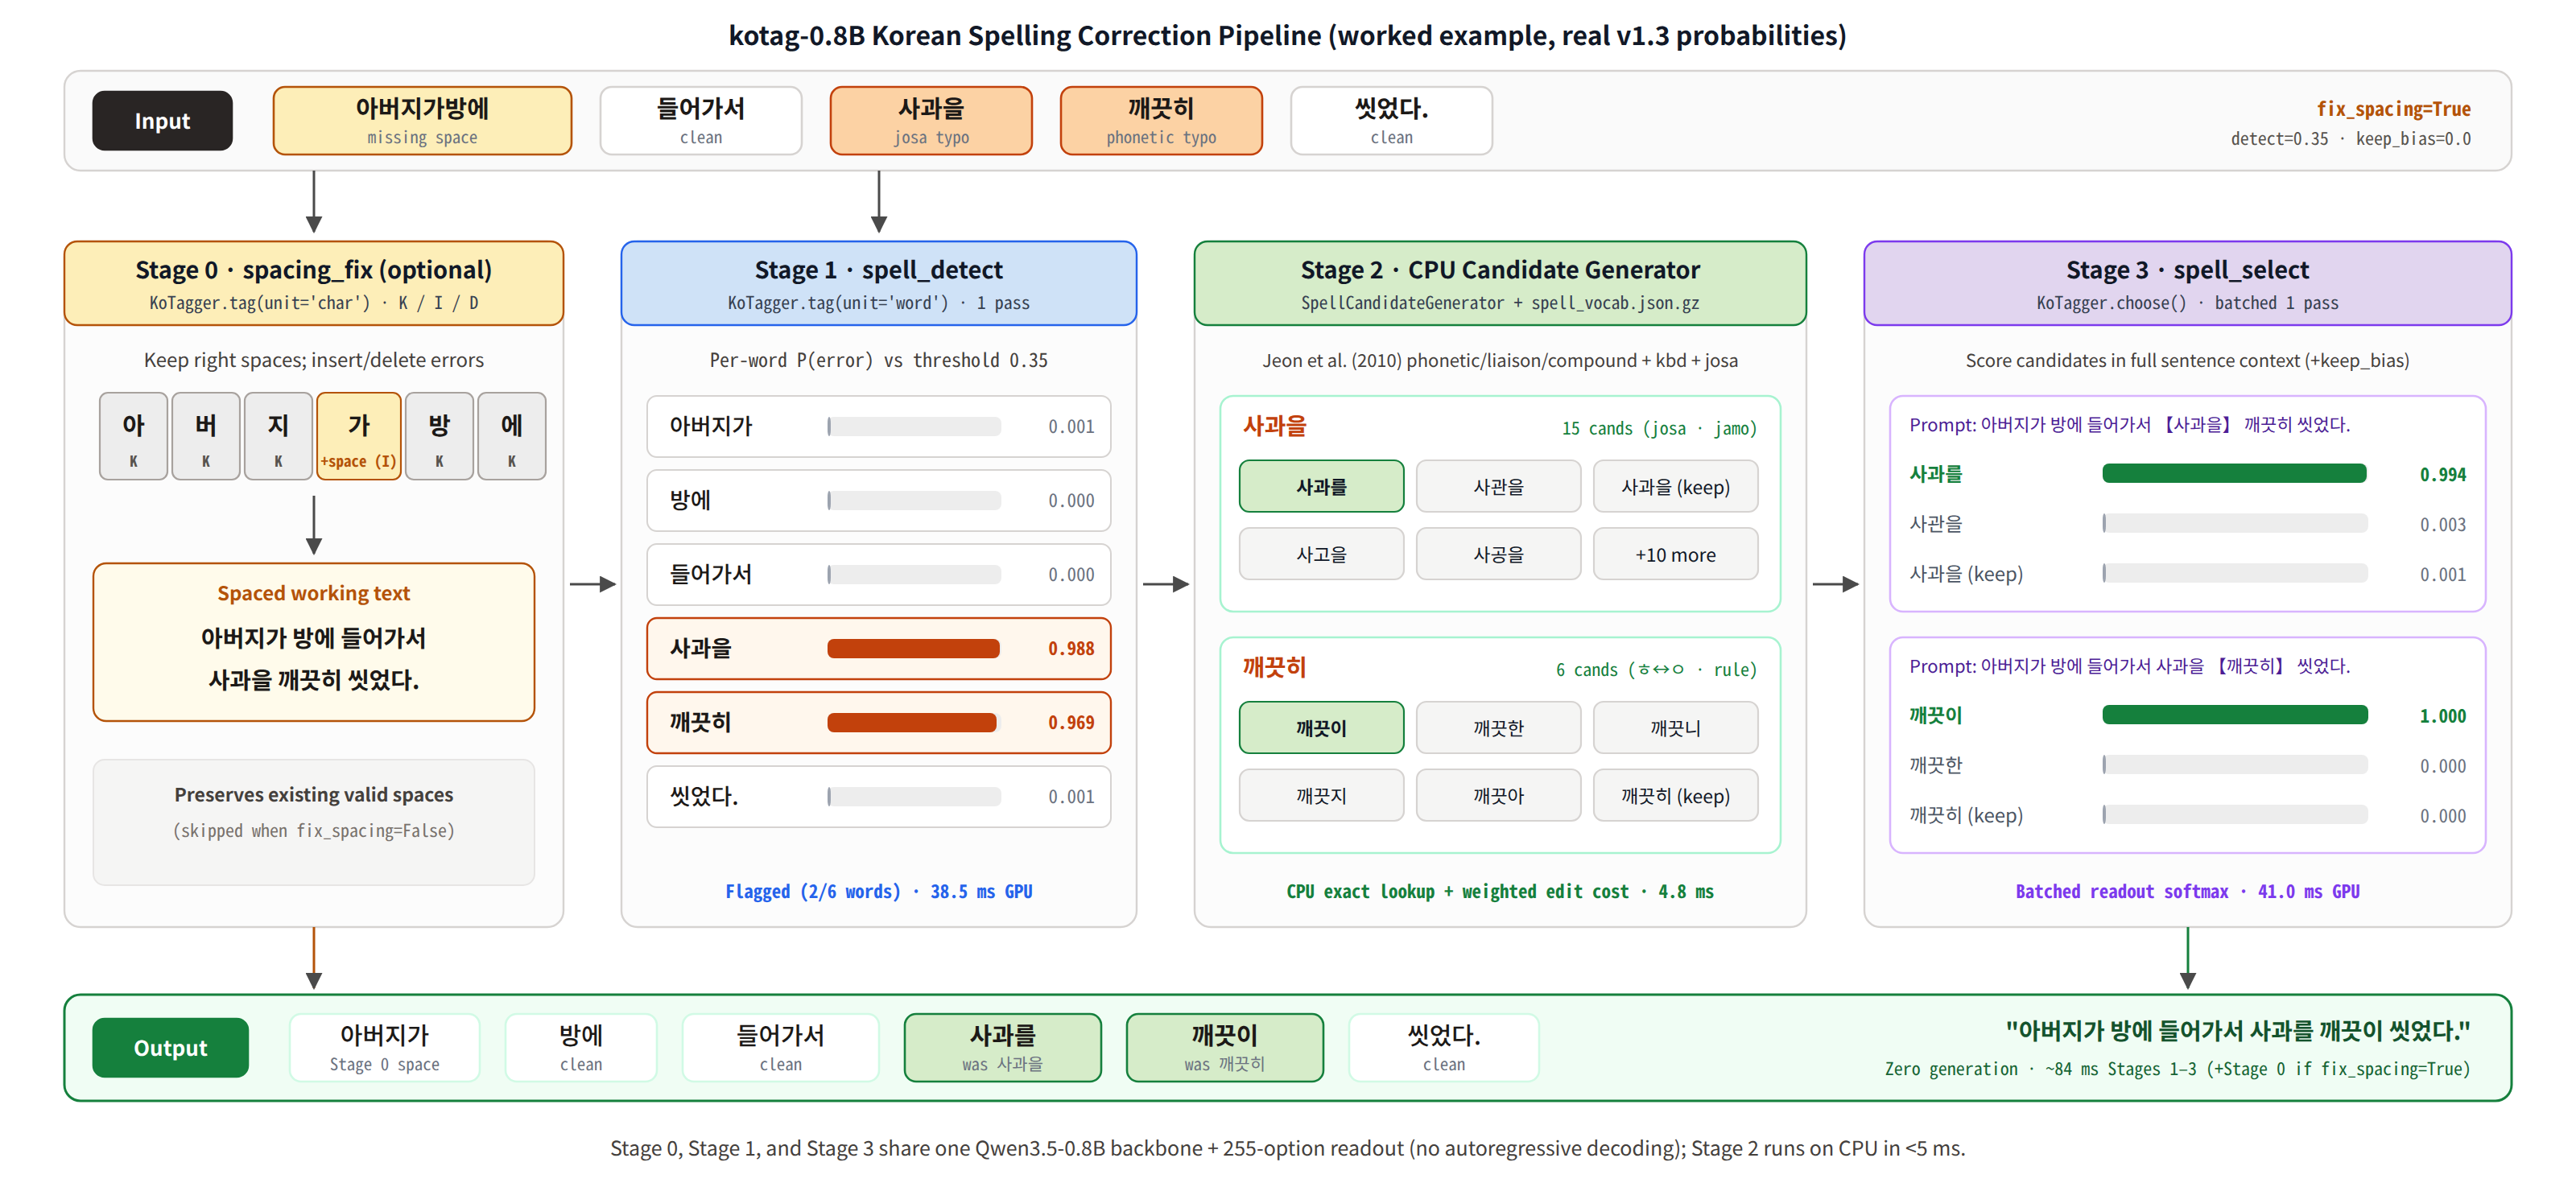 kotag-0.8B Korean Spelling Correction Pipeline (worked example, real v1.3 probabilities)
Input
아버지가방에
missing space
들어가서
clean
사과을
josa typo
깨끗히
phonetic typo
씻었다.
clean
fix_spacing=True
detect=0.35 · keep_bias=0.0
Stage 0 · spacing_fix (optional)
KoTagger.tag(unit='char') · K / I / D
Keep right spaces; insert/delete errors
아 버 지 가 방 에
K K K +space (I) K K
Spaced working text
아버지가 방에 들어가서
사과을 깨끗히 씻었다.
Preserves existing valid spaces
(skipped when fix_spacing=False)
Stage 1 · spell_detect
KoTagger.tag(unit='word') · 1 pass
Per-word P(error) vs threshold 0.35
아버지가 0.001
방에 0.000
들어가서 0.000
사과을 0.988
깨끗히 0.969
씻었다. 0.001
Flagged (2/6 words) · 38.5 ms GPU
Stage 2 · CPU Candidate Generator
SpellCandidateGenerator + spell_vocab.json.gz
Jeon et al. (2010) phonetic/liaison/compound + kbd + josa
사과을 15 cands (josa · jamo)
사과를 사관을 사과을 (keep)
사고을 사공을 +10 more
깨끗히 6 cands (ㅎ↔ㅇ · rule)
깨끗이 깨끗한 깨끗니
깨끗지 깨끗아 깨끗히 (keep)
CPU exact lookup + weighted edit cost · 4.8 ms
Stage 3 · spell_select
KoTagger.choose() · batched 1 pass
Score candidates in full sentence context (+keep_bias)
Prompt: 아버지가 방에 들어가서 【사과을】 깨끗히 씻었다.
사과를 0.994
사관을 0.003
사과을 (keep) 0.001
Prompt: 아버지가 방에 들어가서 사과을 【깨끗히】 씻었다.
깨끗이 1.000
깨끗한 0.000
깨끗히 (keep) 0.000
Batched readout softmax · 41.0 ms GPU
Output
아버지가
Stage 0 space
방에
clean
들어가서
clean
사과를
was 사과을
깨끗이
was 깨끗히
씻었다.
clean
"아버지가 방에 들어가서 사과를 깨끗이 씻었다."
Zero generation · ~84 ms Stages 1–3 (+Stage 0 if fix_spacing=True)
Stage 0, Stage 1, and Stage 3 share one Qwen3.5-0.8B backbone + 255-option readout (no autoregressive decoding); Stage 2 runs on CPU in <5 ms.